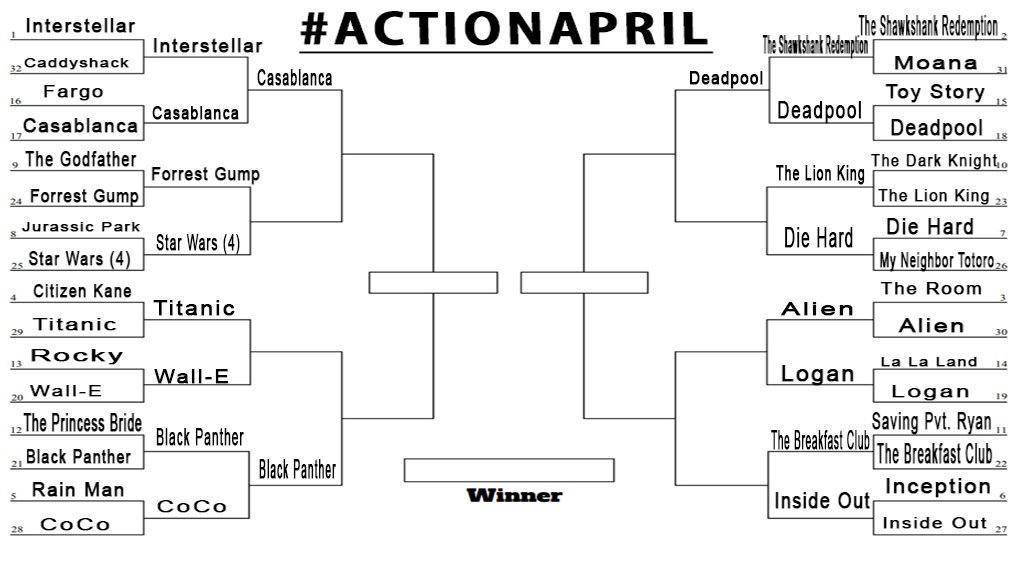 #ACTIONAPRIL
1 Interstellar
32 Caddyshack
16 Fargo
17 Casablanca
9 The Godfather
24 Forrest Gump
8 Jurassic Park
25 Star Wars (4)
4 Citizen Kane
29 Titanic
13 Rocky
20 Wall-E
12 The Princess Bride
21 Black Panther
5 Rain Man
28 CoCo
Interstellar
Casablanca
Forrest Gump
Star Wars (4)
Titanic
Wall-E
Black Panther
CoCo
Casablanca
Black Panther
Winner
Deadpool
The Shawkshank Redemption
Deadpool
The Lion King
Die Hard
Alien
Logan
The Breakfast Club
Inside Out
The Shawkshank Redemption 2
Moana 31
Toy Story 15
Deadpool 18
The Dark Knight 10
The Lion King 23
Die Hard 7
My Neighbor Totoro 26
The Room 3
Alien 30
La La Land 14
Logan 19
Saving Pvt. Ryan 11
The Breakfast Club 22
Inception 6
Inside Out 27